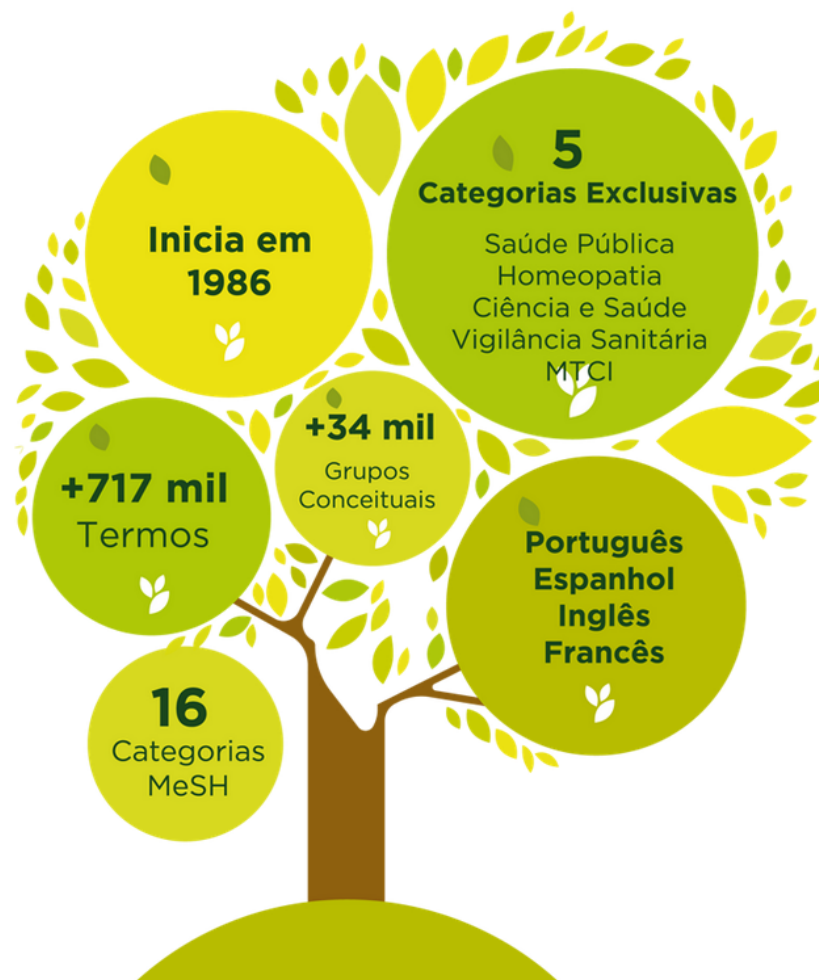 Inicia em
1986
5
Categorias Exclusivas
Saúde Pública
Homeopatia
Ciência e Saúde
Vigilância Sanitária
MTCI
+34 mil
Grupos
Conceituais
+717 mil
Termos
Português
Espanhol
Inglês
Francês
16
Categorias
MeSH